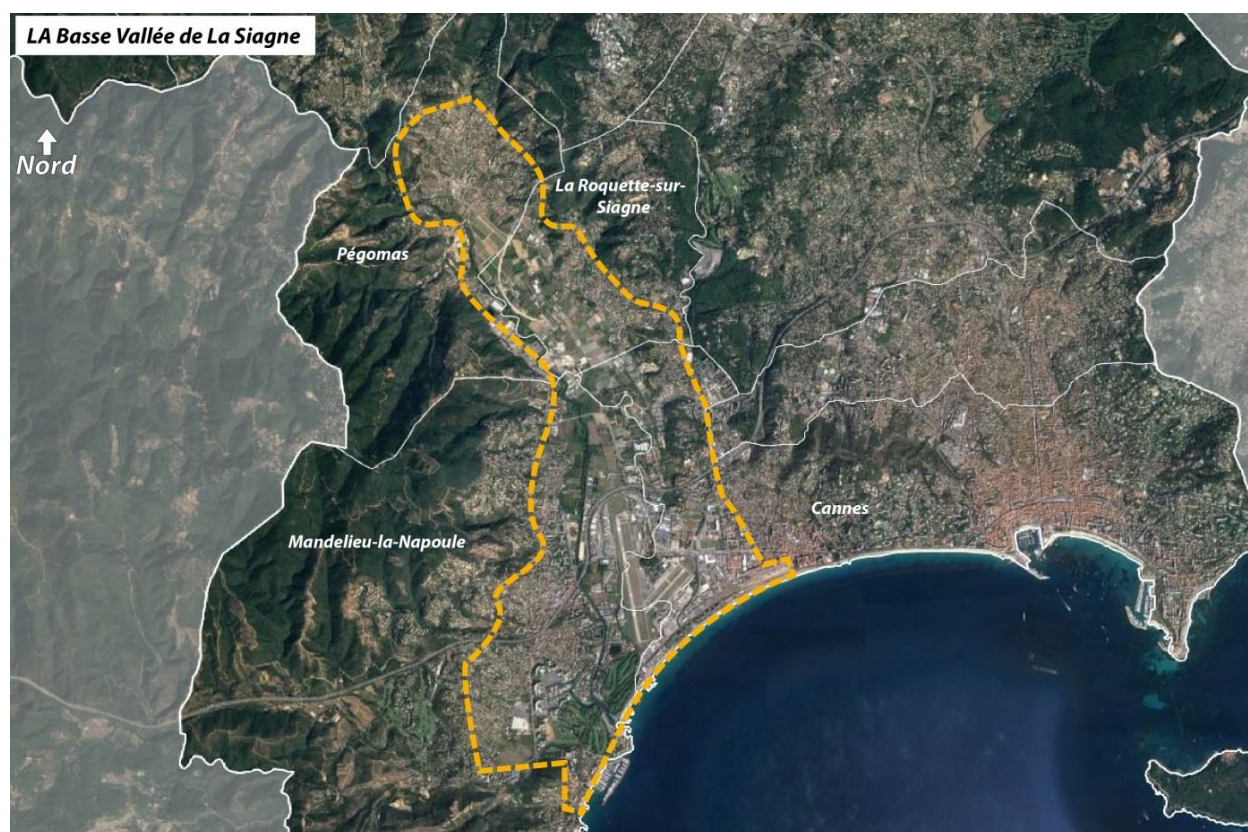 LA Basse Vallée de La Siagne
Nord
La Roquette-sur-
Siagne
Pégomas
Cannes
Mandelieu-la-Napoule